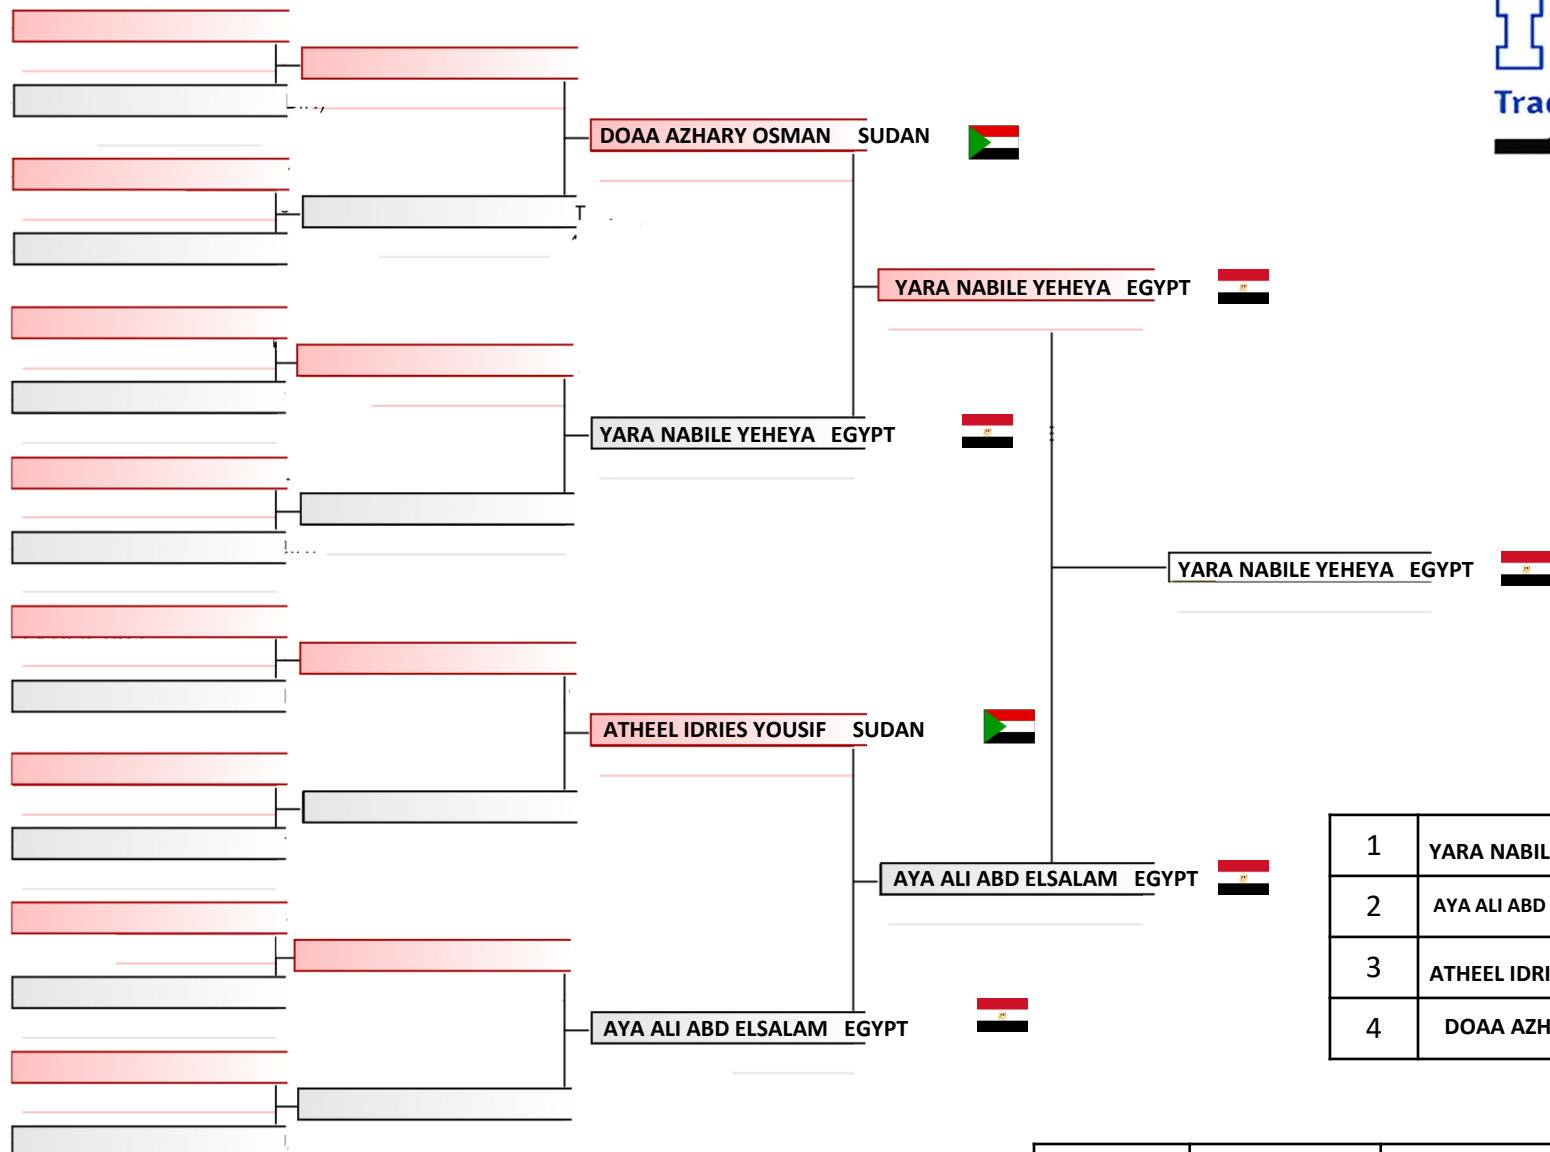 DOAA AZHARY OSMAN SUDAN
YARA NABILE YEHEYA EGYPT
YARA NABILE YEHEYA EGYPT
YARA NABILE YEHEYA EGYPT
ATHEEL IDRIES YOUSIF SUDAN
AYA ALI ABD ELSALAM EGYPT
AYA ALI ABD ELSALAM EGYPT
1 YARA NABIL
2 AYA ALI ABD
3 ATHEEL IDRI
4 DOAA AZH